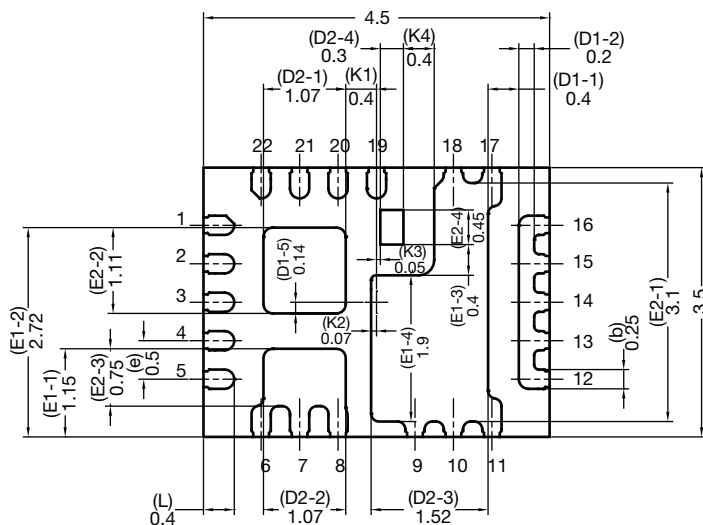 4.5
(D2-4)
0.3
(K4)
0.4
(D1-2)
0.2
(D2-1)
1.07
(K1)
0.4
(D1-1)
0.4
22
21
20
19
18
17
1
2
3
4
5
16
15
14
13
12
6
7
8
9
10
11
(E1-2)
2.72
(E2-2)
1.11
(E1-1)
1.15
(E2-3)
0.75
(e)
0.5
(D1-5)
0.14
(K2)
0.07
(K3)
0.05
(E2-4)
0.45
(E1-3)
0.4
(E1-4)
1.9
(b)
0.25
(E2-1)
3.1
3.5
(L)
0.4
(D2-2)
1.07
(D2-3)
1.52